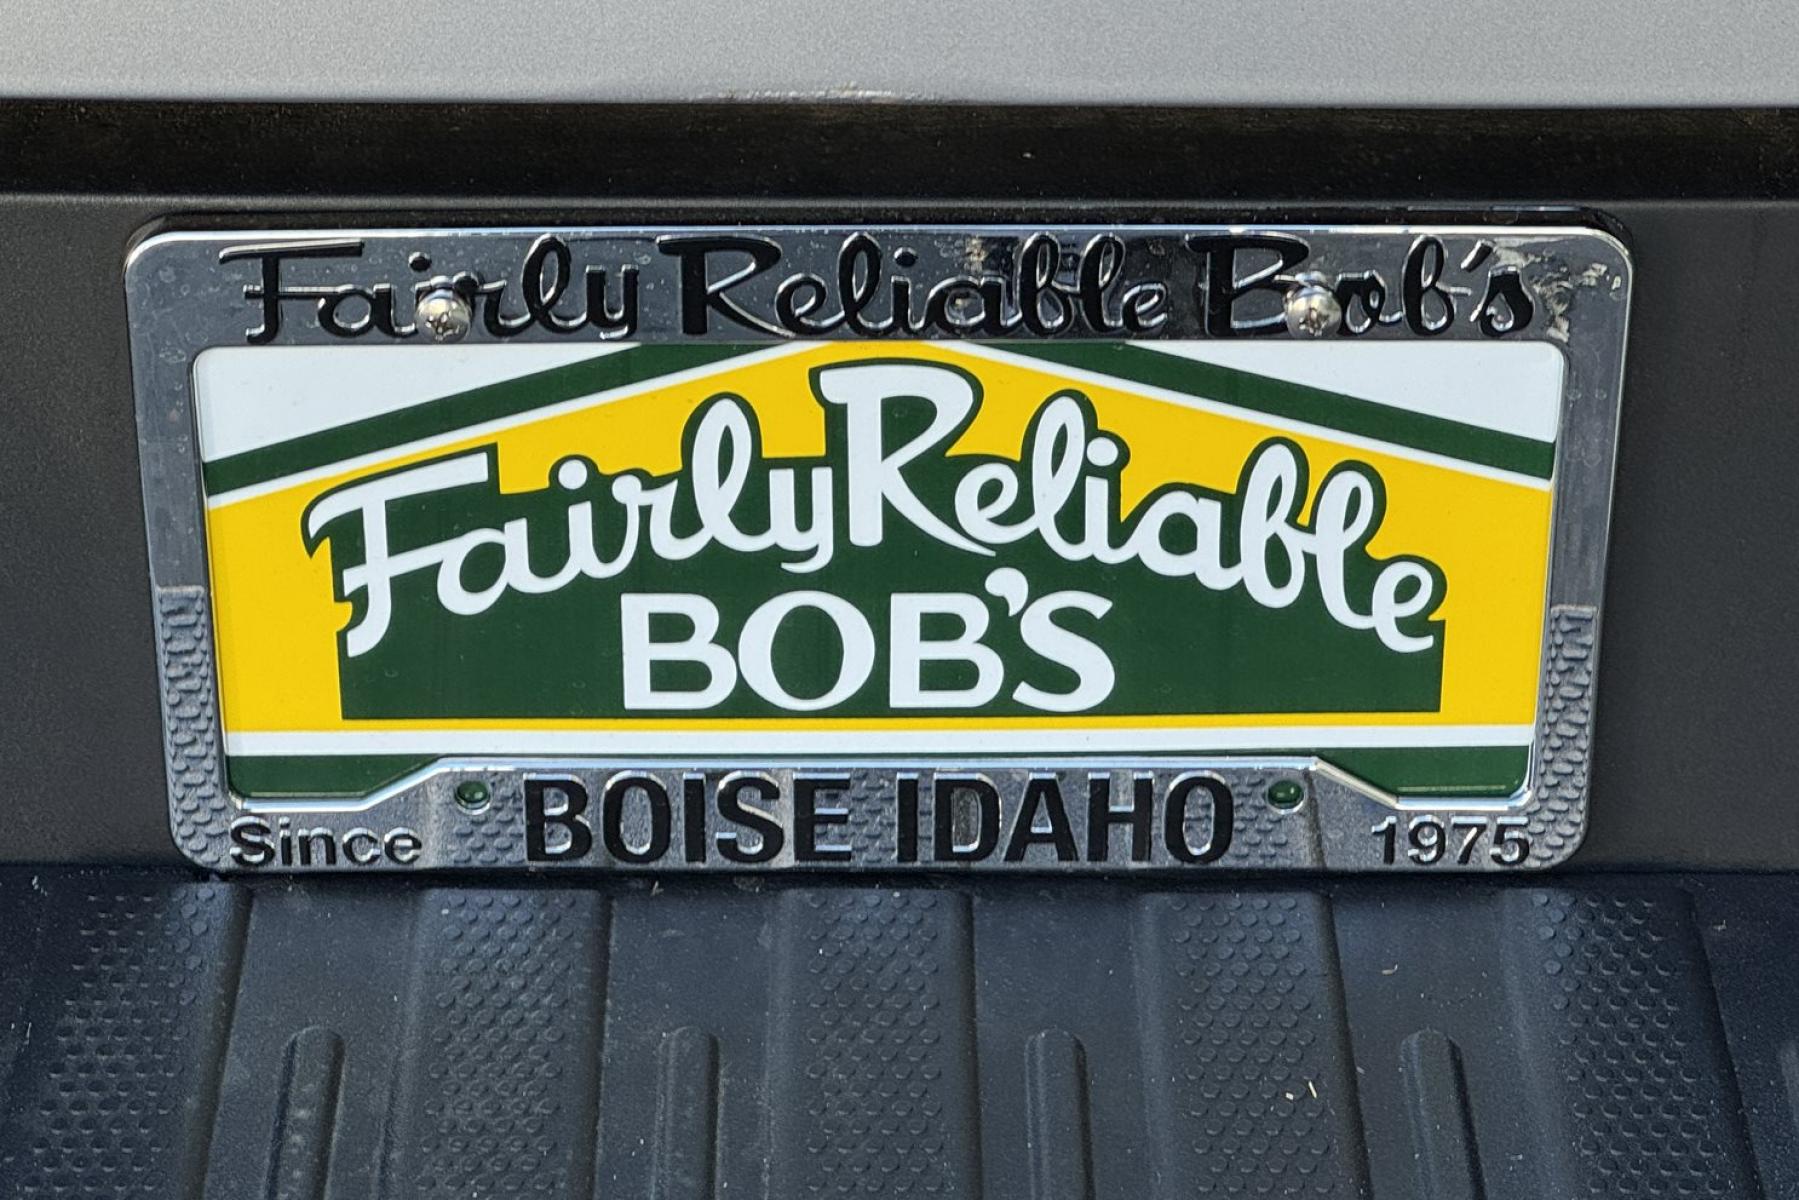 Fairly Reliable Bob's
Fairly Reliable
BOB'S
Since BOISE IDAHO 1975